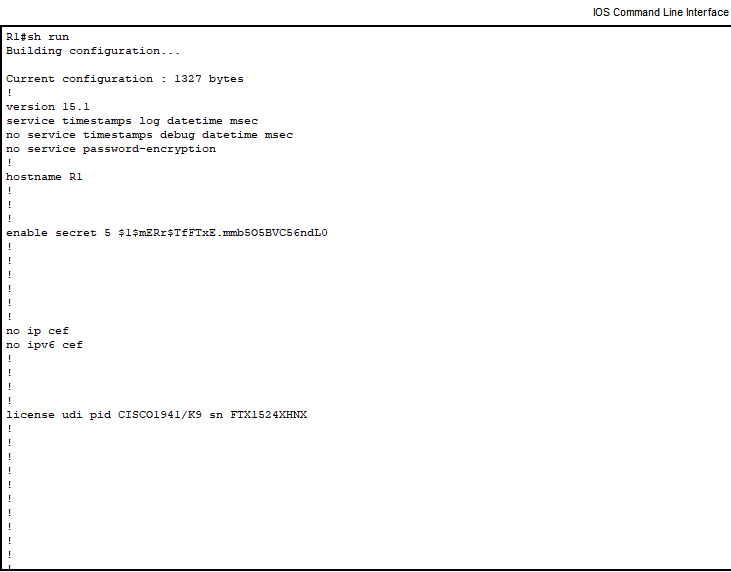 IOS Command Line Interface
R1#sh run
Building configuration...
Current configuration : 1327 bytes
!
version 15.1
service timestamps log datetime msec
no service timestamps debug datetime msec
no service password-encryption
!
hostname R1
!
!
!
enable secret 5 $1$mERr$TfFTxE.mmb5O5BVC56ndL0
!
!
!
!
!
!
no ip cef
no ipv6 cef
!
!
!
!
license udi pid CISCO1941/K9 sn FTX1524XHNX
!
!
!
!
!
!
!
!
!
!
!